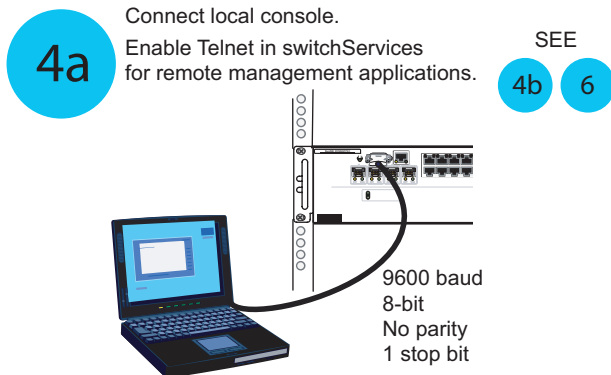 4a
Connect local console.
Enable Telnet in switchServices
for remote management applications.
SEE
4b 6
9600 baud
8-bit
No parity
1 stop bit